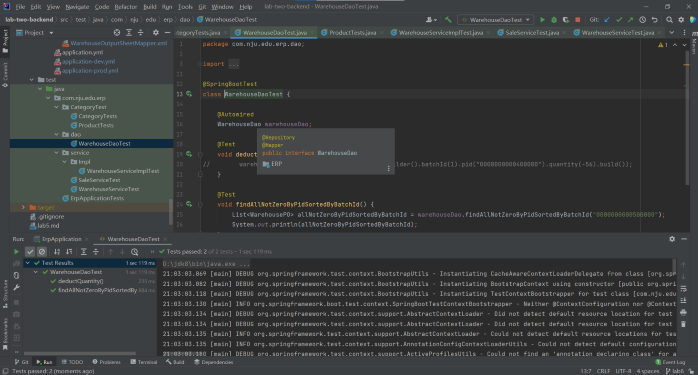 File Edit View Navigate Code Refactor Build Run Tools Git Window Help
lab-two-backend
lab-two-backend src test java com nju edu erp dao WarehouseDaoTest
WarehouseDaoTest
Git:
Project
CategoryTests.java WarehouseDaoTest.java ProductTests.java WarehouseServiceImplTest.java SaleServiceTest.java WarehouseServiceTest.java
WarehouseOutputSheetMapper.xml
application.yml
application-dev.yml
application-prod.yml
test
java
com.nju.edu.erp
CategoryTest
CategoryTests
ProductTests
dao
WarehouseDaoTest
service
Impl
WarehouseServiceImplTest
SaleServiceTest
WarehouseServiceTest
ErpApplicationTests
target
.gitignore
lab5.md
package com.nju.edu.erp.dao;
import ...
@SpringBootTest
class WarehouseDaoTest {
@Autowired
WarehouseDao warehouseDao;
@Test
void deduct
// wareh
lder().batchId(1).pid("0000000000400000").quantity(-56).build());
}
@Repository
@Mapper
public interface WarehouseDao
ERP
@Test
void findAllNotZeroByPidSortedByBatchId() {
List<WarehousePO> allNotZeroByPidSortedByBatchId = warehouseDao.findAllNotZeroByPidSortedByBatchId("0000000000500000");
System.out.println(allNotZeroByPidSortedByBatchId);
}
Run: ErpApplication WarehouseDaoTest
Tests passed: 2 of 2 tests – 1 sec 119 ms
Test Results 1 sec 119 ms
WarehouseDaoTest 1 sec 119 ms
deductQuantity()
findAllNotZeroByPidSortedBy
D:\jdk8\bin\java.exe ...
21:03:03.069 [main] DEBUG org.springframework.test.context.BootstrapUtils - Instantiating CacheAwareContextLoaderDelegate from class [org.sp
21:03:03.082 [main] DEBUG org.springframework.test.context.BootstrapUtils - Instantiating BootstrapContext using constructor [public org.spr
21:03:03.118 [main] DEBUG org.springframework.test.context.BootstrapUtils - Instantiating TestContextBootstrapper for test class [com.nju.ed
21:03:03.130 [main] INFO org.springframework.boot.test.context.SpringBootTestContextBootstrapper - Neither @ContextConfiguration nor @Contex
21:03:03.134 [main] DEBUG org.springframework.test.context.support.AbstractContextLoader - Did not detect default resource location for test
21:03:03.134 [main] DEBUG org.springframework.test.context.support.AbstractContextLoader - Did not detect default resource location for test
21:03:03.135 [main] INFO org.springframework.test.context.support.AbstractContextLoader - Could not detect default resource locations for tes
21:03:03.135 [main] INFO org.springframework.test.context.support.AnnotationConfigContextLoaderUtils - Could not detect default configuration
[main] DEBUG org.springframework.test.context.support.ActiveProfilesUtils - Could not find an 'annotation declaring class' for a
Git Run TODO Problems Terminal Build Dependencies Event Log
Tests passed: 2 (moments ago)
13:7 CRLF UTF-8 4 spaces lab6